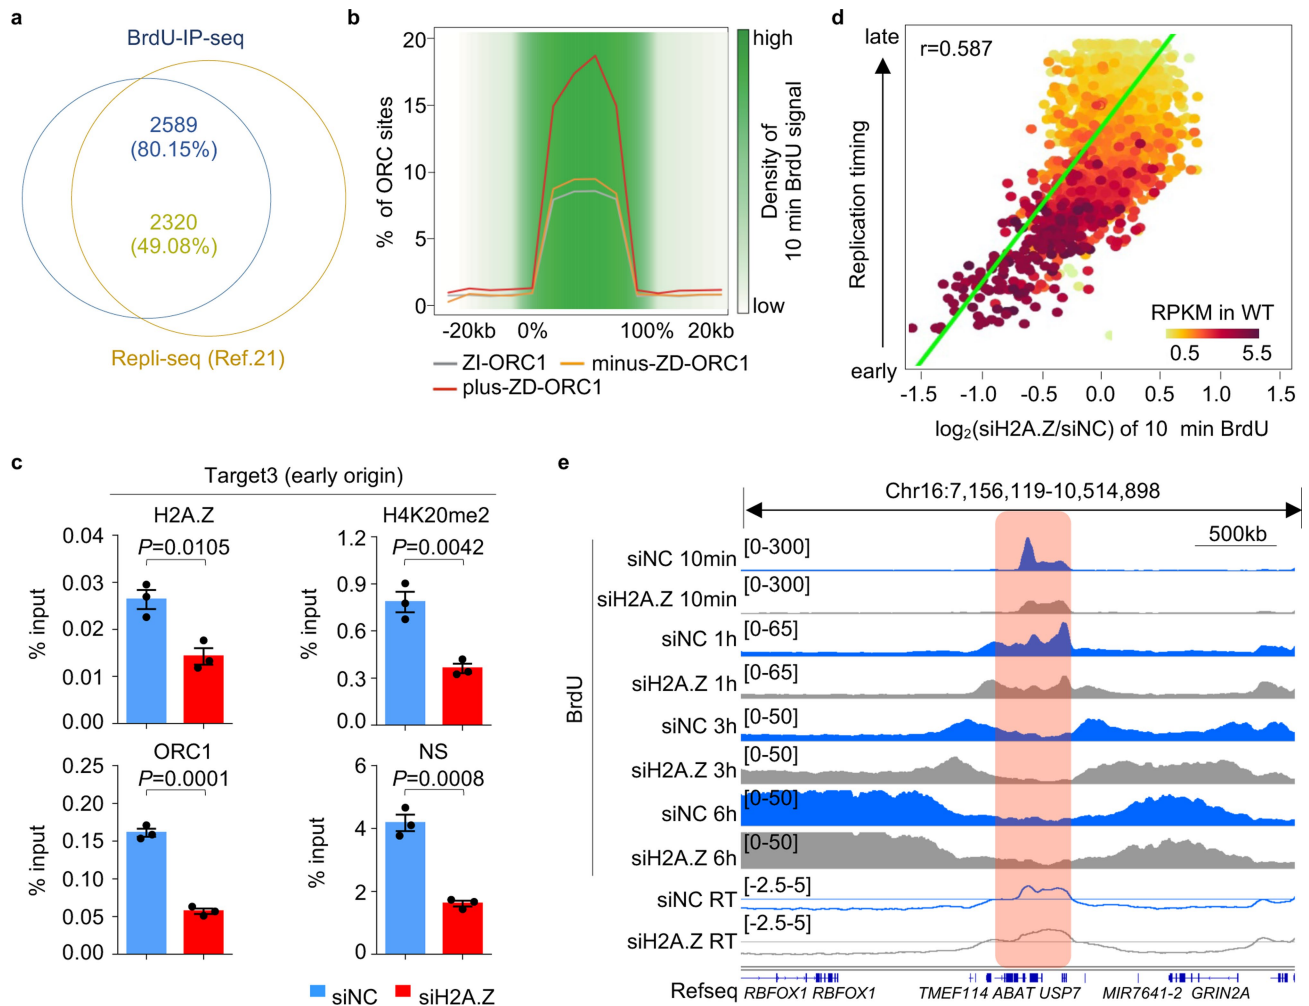 a
BrdU-IP-seq
2589
(80.15%)
2320
(49.08%)
Repli-seq (Ref.21)
b
% of ORC sites
20
15
10
5
0
-20kb 0% 100% 20kb
high
Density of
10 min BrdU signal
low
ZI-ORC1 minus-ZD-ORC1
plus-ZD-ORC1
d
late
Replication timing
early
r=0.587
RPKM in WT
0.5 5.5
-1.5 -1.0 -0.5 0.0 0.5 1.0 1.5
log2(siH2A.Z/siNC) of 10 min BrdU
c
Target3 (early origin)
H2A.Z
P=0.0105
% input
0.04
0.03
0.02
0.01
0.00
H4K20me2
P=0.0042
% input
1.2
0.9
0.6
0.3
0.0
ORC1
P=0.0001
% input
0.25
0.20
0.15
0.10
0.05
0.00
NS
P=0.0008
% input
6
4
2
0
siNC siH2A.Z
e
Chr16:7,156,119-10,514,898
500kb
BrdU
siNC 10min [0-300]
siH2A.Z 10min [0-300]
siNC 1h [0-65]
siH2A.Z 1h [0-65]
siNC 3h [0-50]
siH2A.Z 3h [0-50]
siNC 6h [0-50]
siH2A.Z 6h [0-50]
siNC RT [-2.5-5]
siH2A.Z RT [-2.5-5]
Refseq RBFOX1 RBFOX1 TMEF114 ABAT USP7 MIR7641-2 GRIN2A